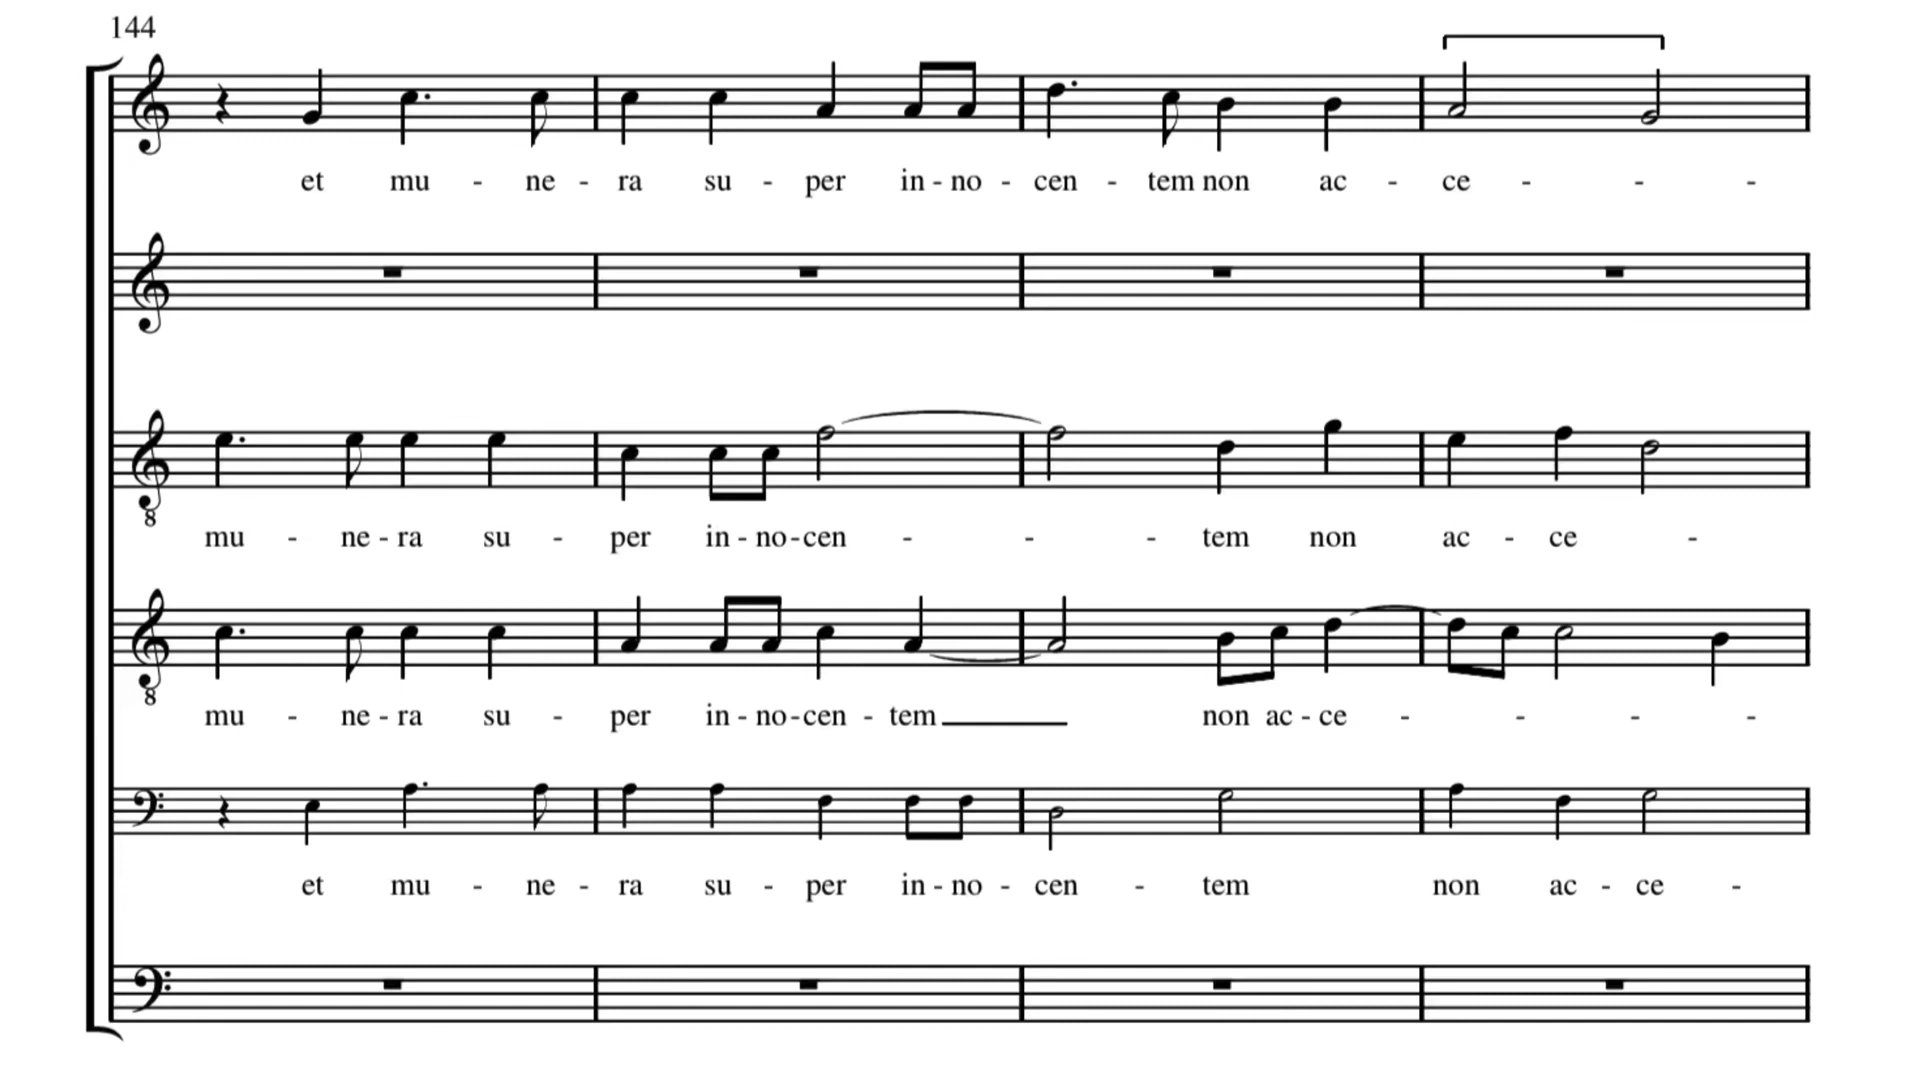 144
et mu - ne - ra su - per in - no - cen - tem non ac - ce - - -
8
mu - ne - ra su - per in - no - cen - - - tem non ac - ce -
8
mu - ne - ra su - per in - no - cen - tem non ac - ce - - - -
et mu - ne - ra su - per in - no - cen - tem non ac - ce -